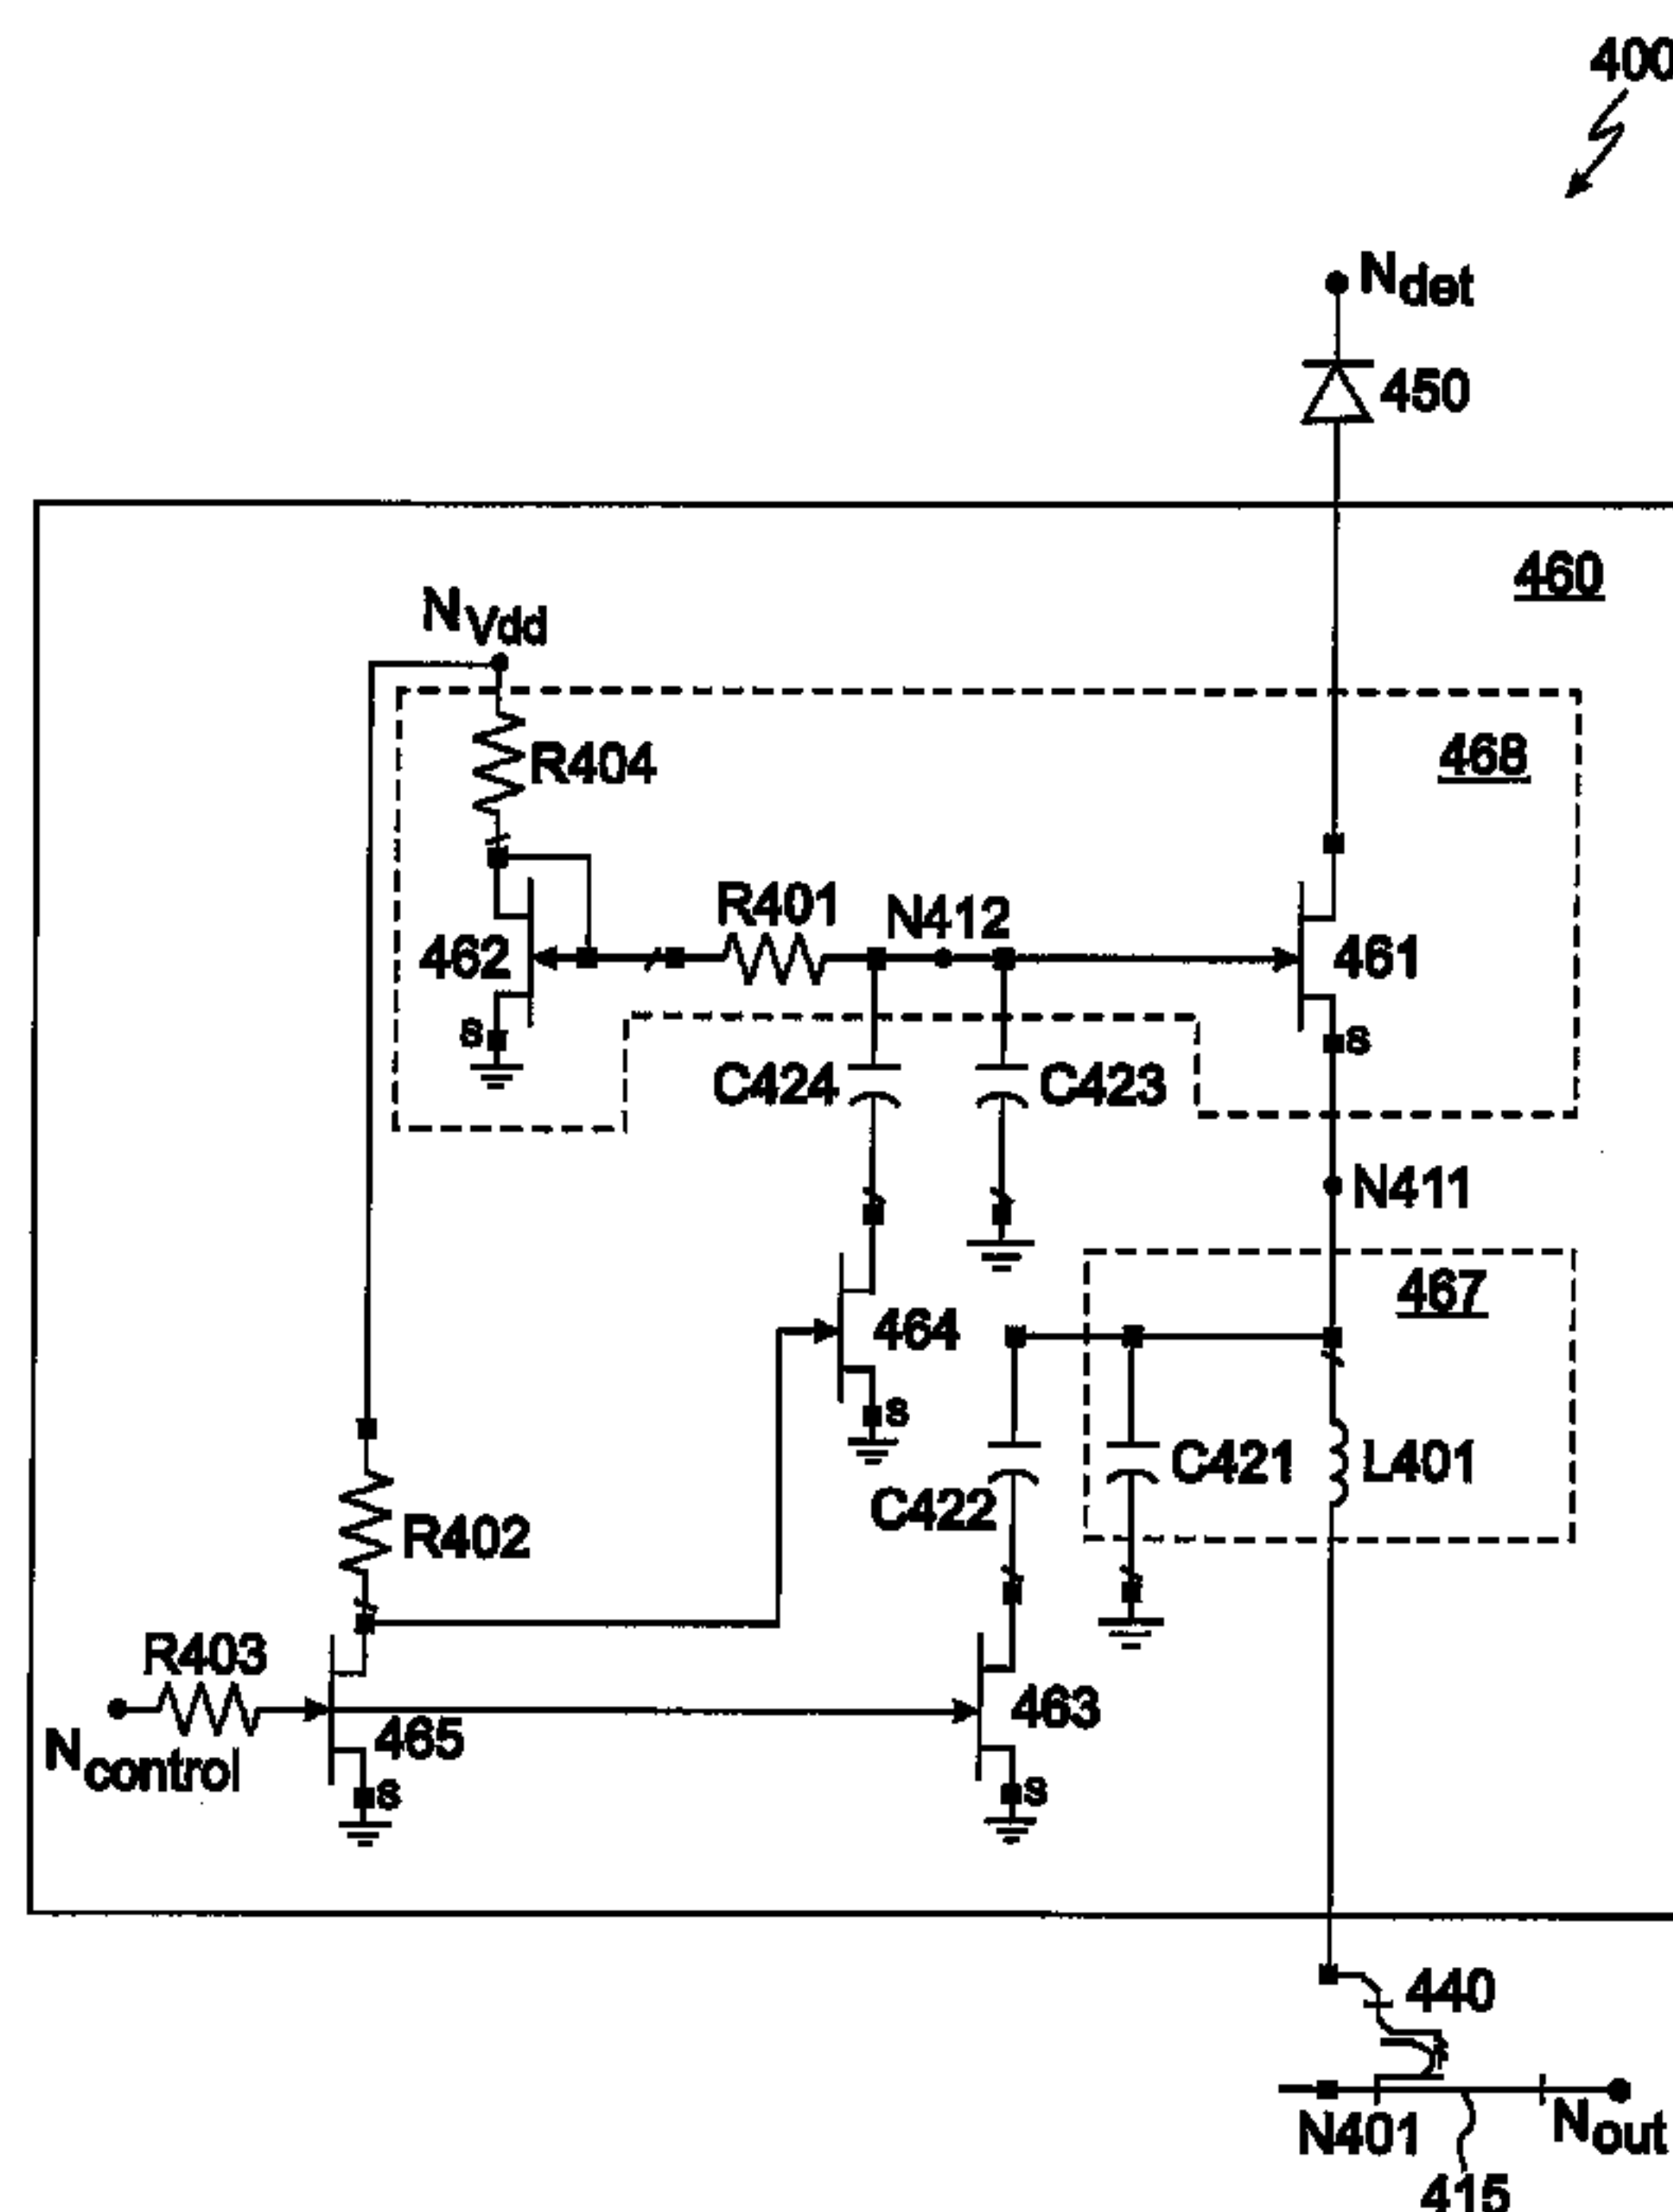 400
Ndet
450
460
NVdd
468
R404
R401
N412
462
461
s
s
C424
C423
N411
467
464
s
C421
L401
C422
R402
R403
463
465
Ncontrol
s
s
440
N401
Nout
415